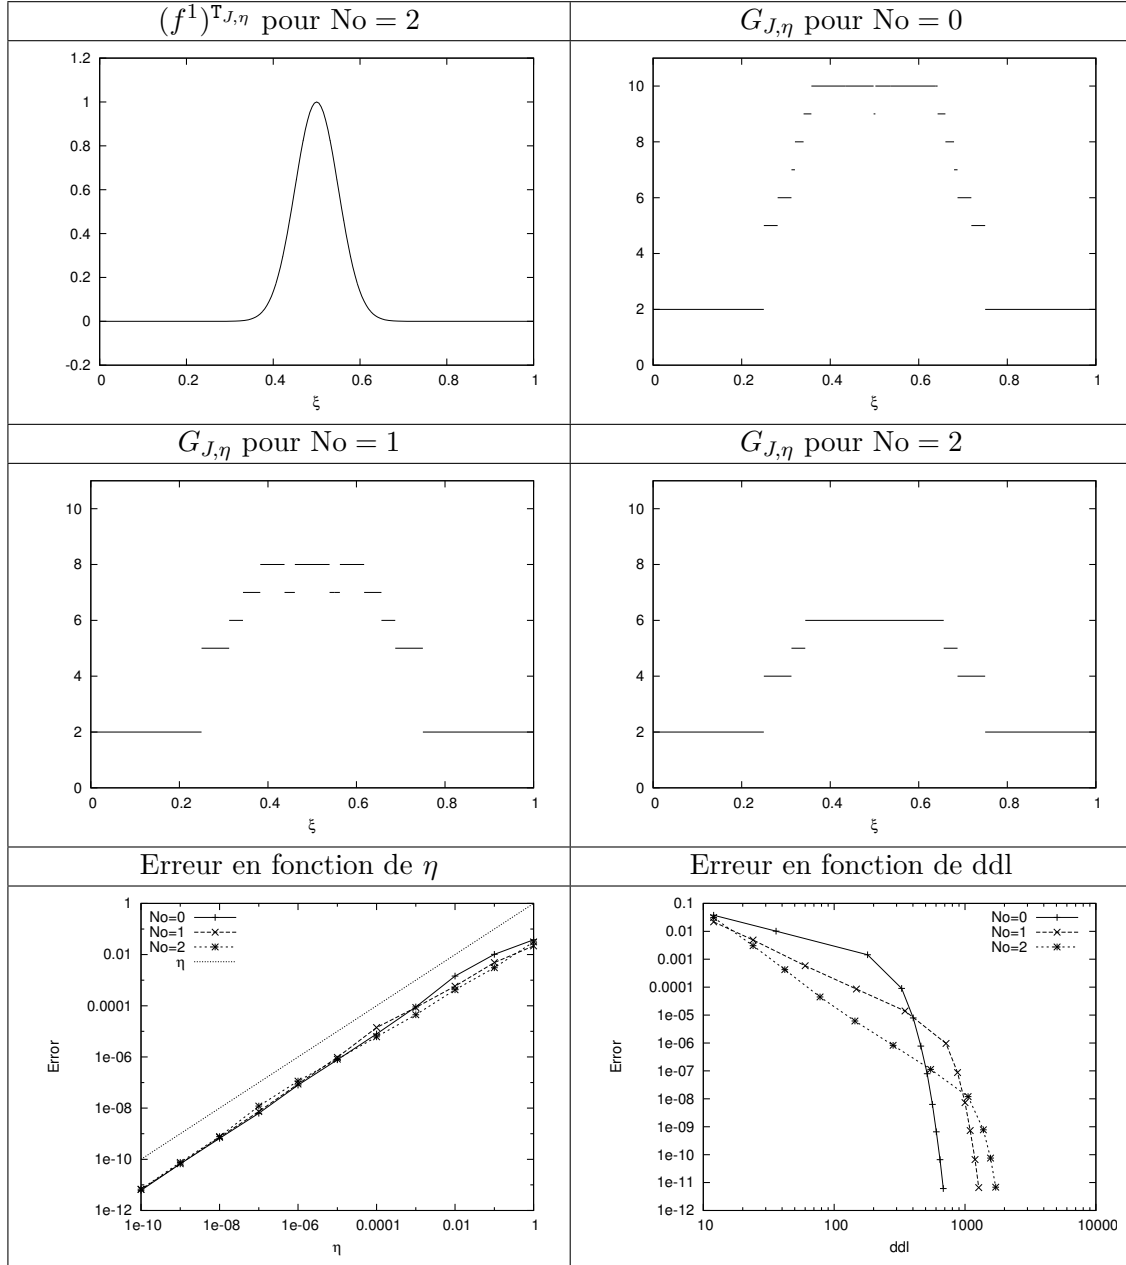 (f¹)^{T_{J,η}} pour No = 2
G_{J,η} pour No = 0
1.2
1
0.8
0.6
0.4
0.2
0
-0.2
0 0.2 0.4 0.6 0.8 1
ξ
10
8
6
4
2
0
0 0.2 0.4 0.6 0.8 1
ξ
G_{J,η} pour No = 1
G_{J,η} pour No = 2
10
8
6
4
2
0
0 0.2 0.4 0.6 0.8 1
ξ
10
8
6
4
2
0
0 0.2 0.4 0.6 0.8 1
ξ
Erreur en fonction de η
Erreur en fonction de ddl
No=0
No=1
No=2
η
Error
1
0.01
0.0001
1e-06
1e-08
1e-10
1e-12
1e-10 1e-08 1e-06 0.0001 0.01 1
η
No=0
No=1
No=2
Error
0.1
0.01
0.001
0.0001
1e-05
1e-06
1e-07
1e-08
1e-09
1e-10
1e-11
1e-12
10 100 1000 10000
ddl